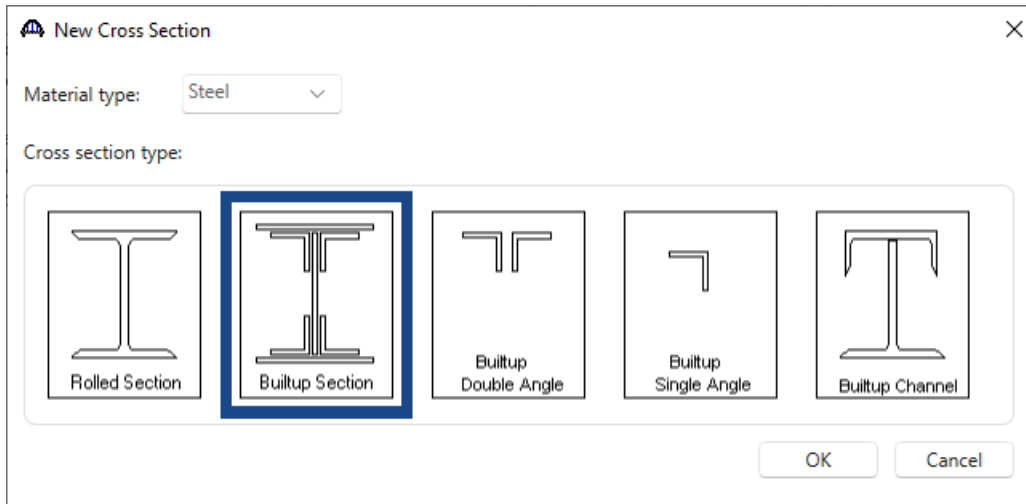 New Cross Section
Material type: Steel
Cross section type:
Rolled Section
Builtup Section
Builtup
Double Angle
Builtup
Single Angle
Builtup Channel
OK Cancel